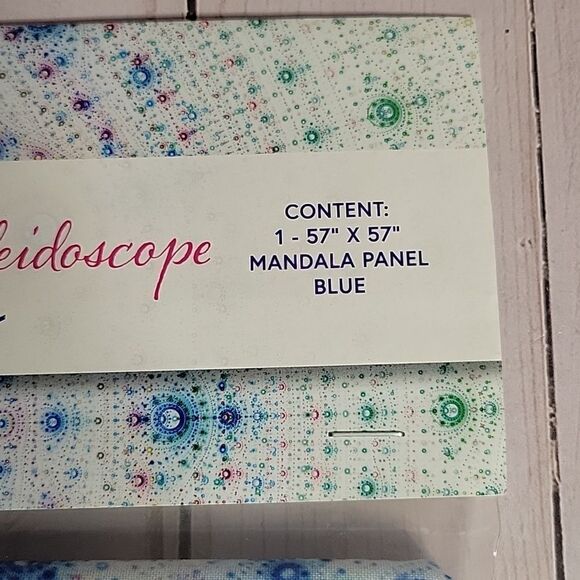 eidoscope
CONTENT:
1 - 57" X 57"
MANDALA PANEL
BLUE